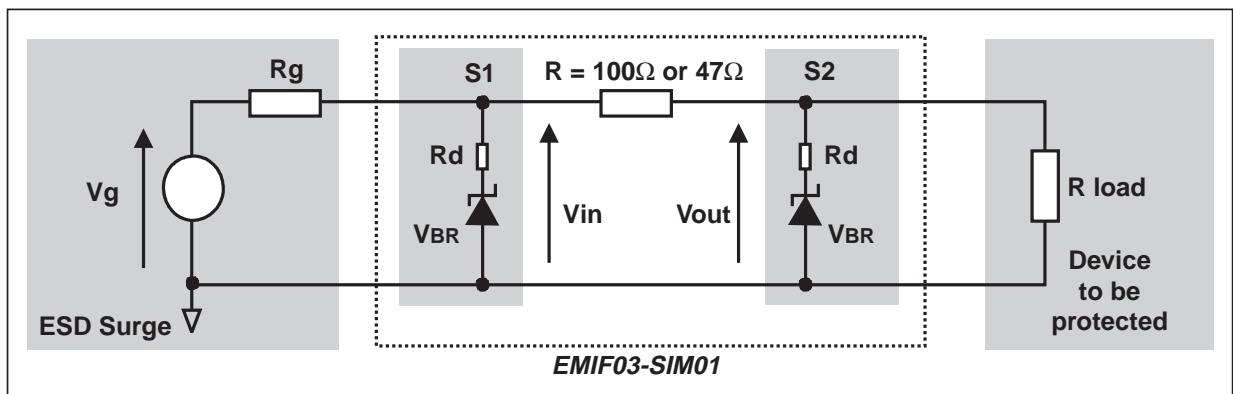 Rg
S1
R = 100Ω or 47Ω
S2
Rd
Rd
R load
Vg
Vin
Vout
VBR
VBR
Device
to be
protected
ESD Surge
EMIF03-SIM01